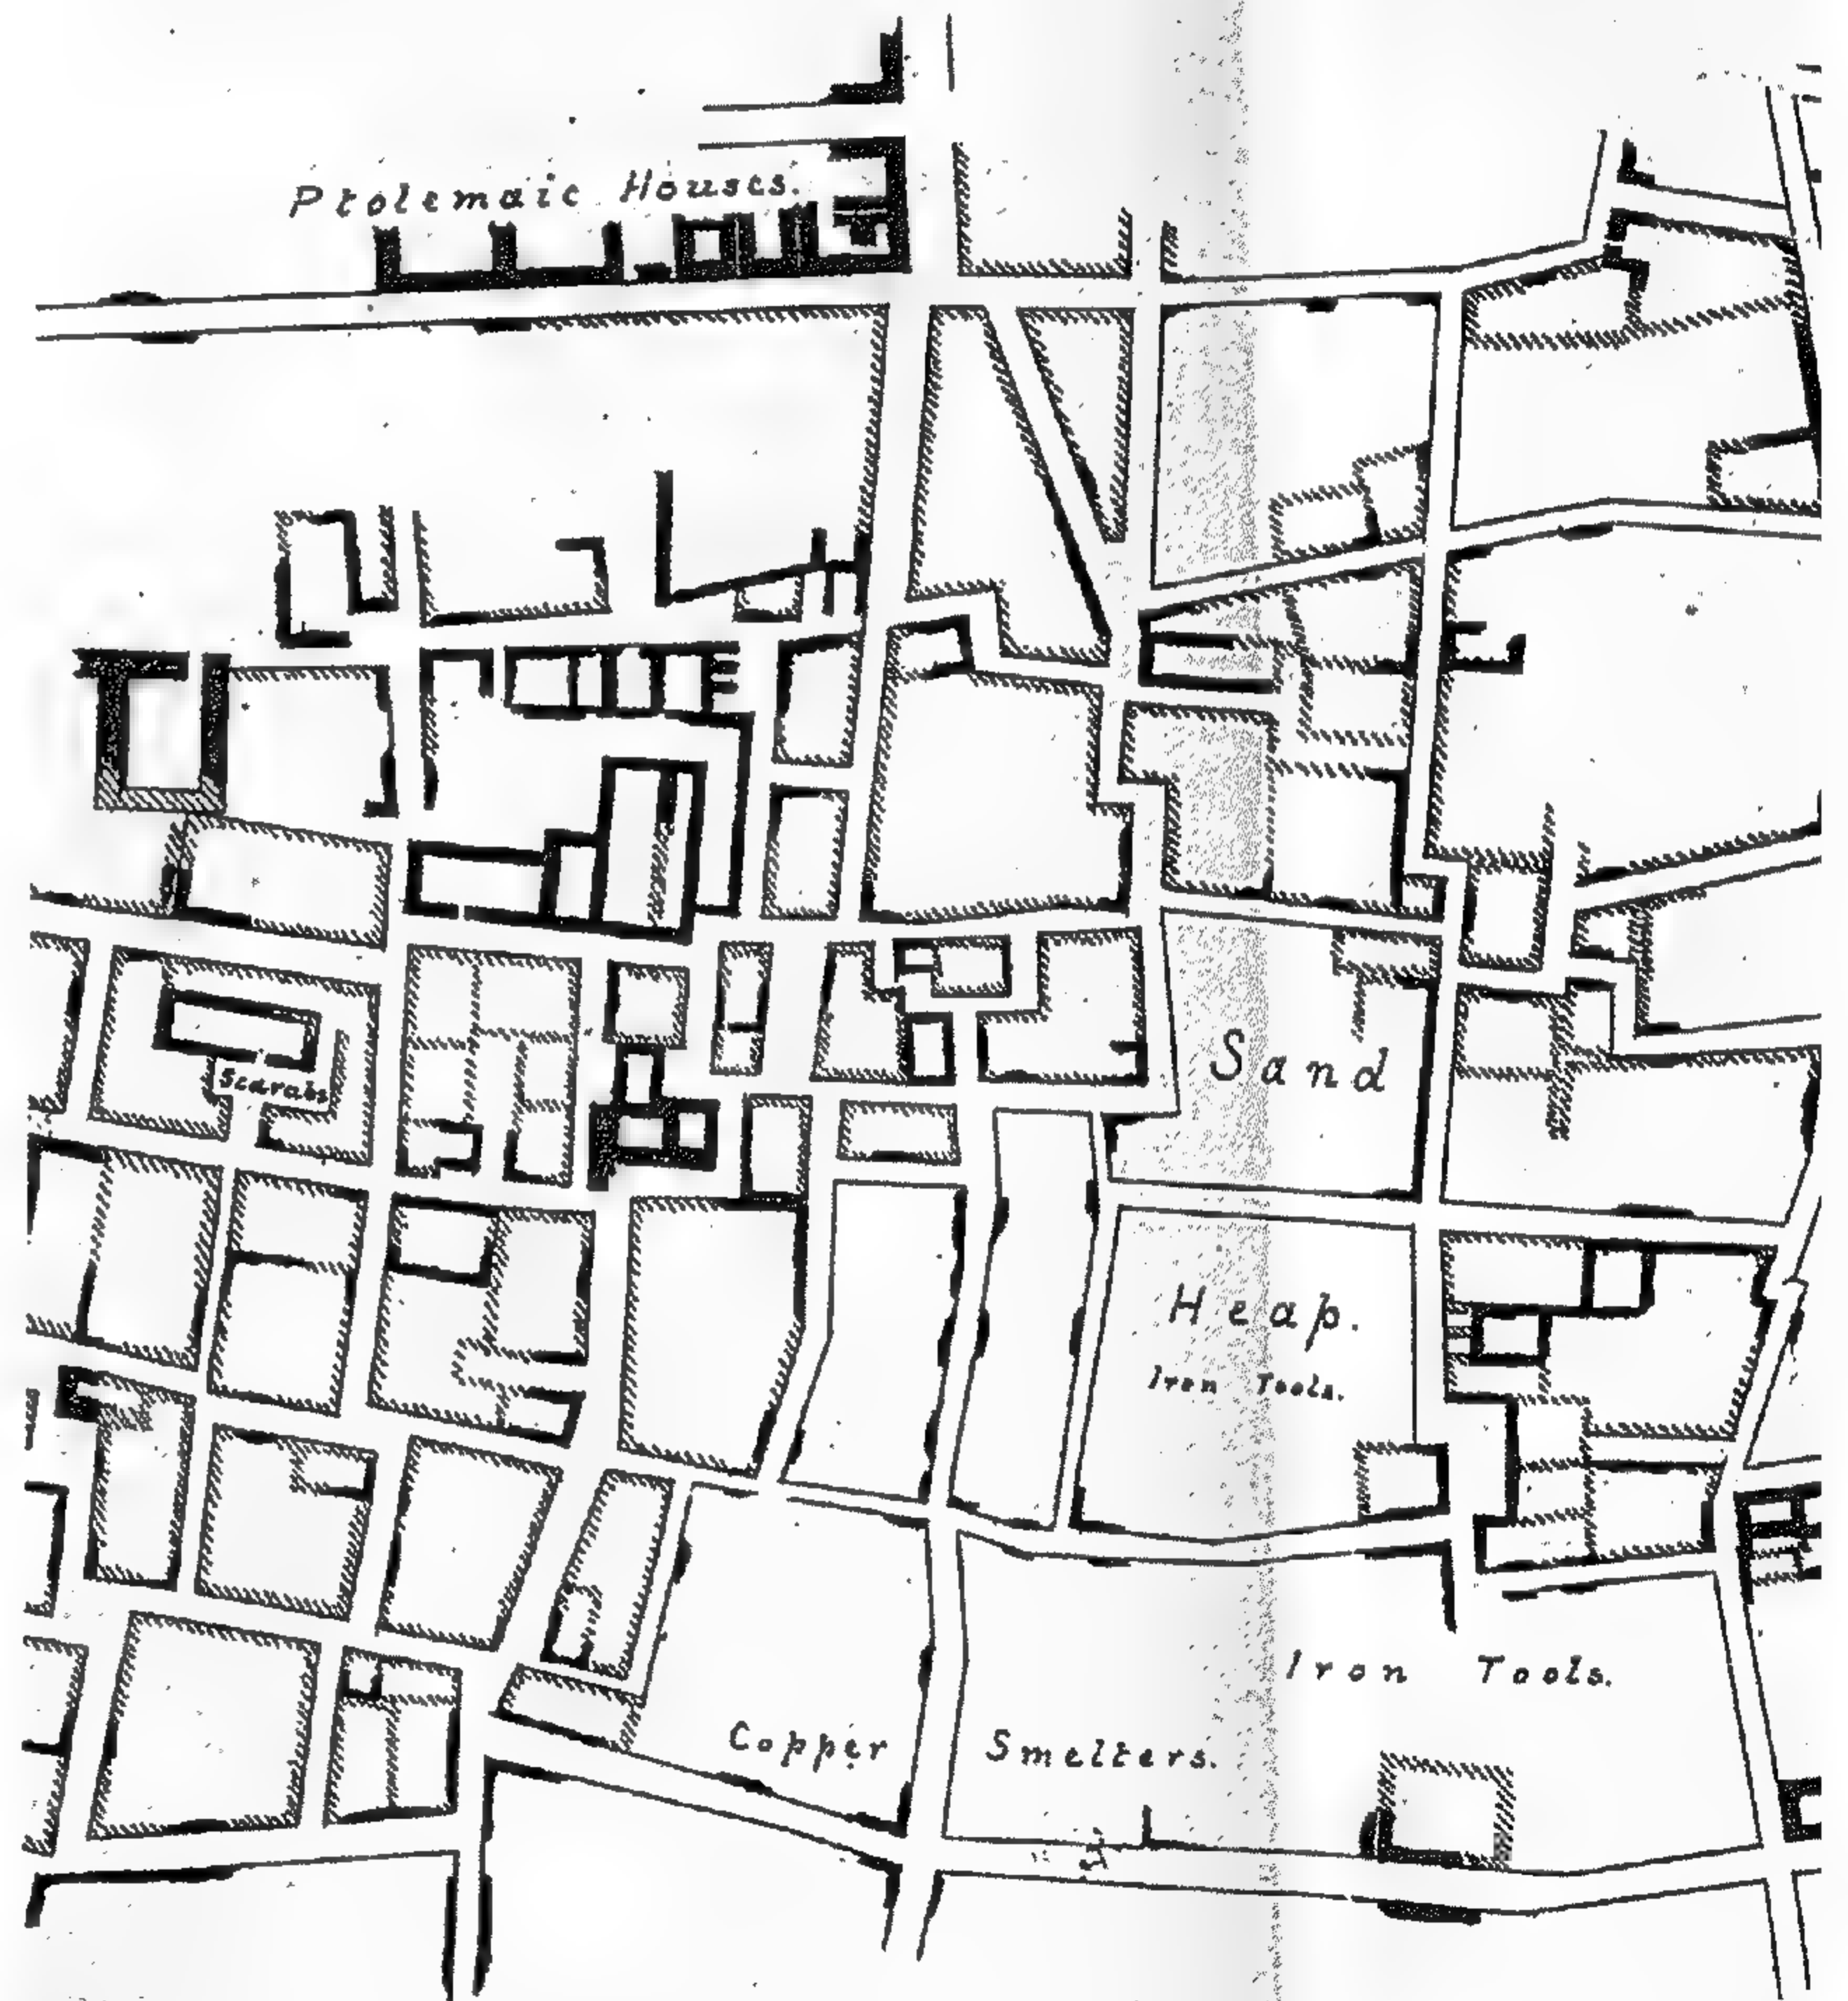 Ptolemaic Houses.
Scarabs
Sand
Heap.
Iron Tools.
Iron Tools.
Copper Smelters.